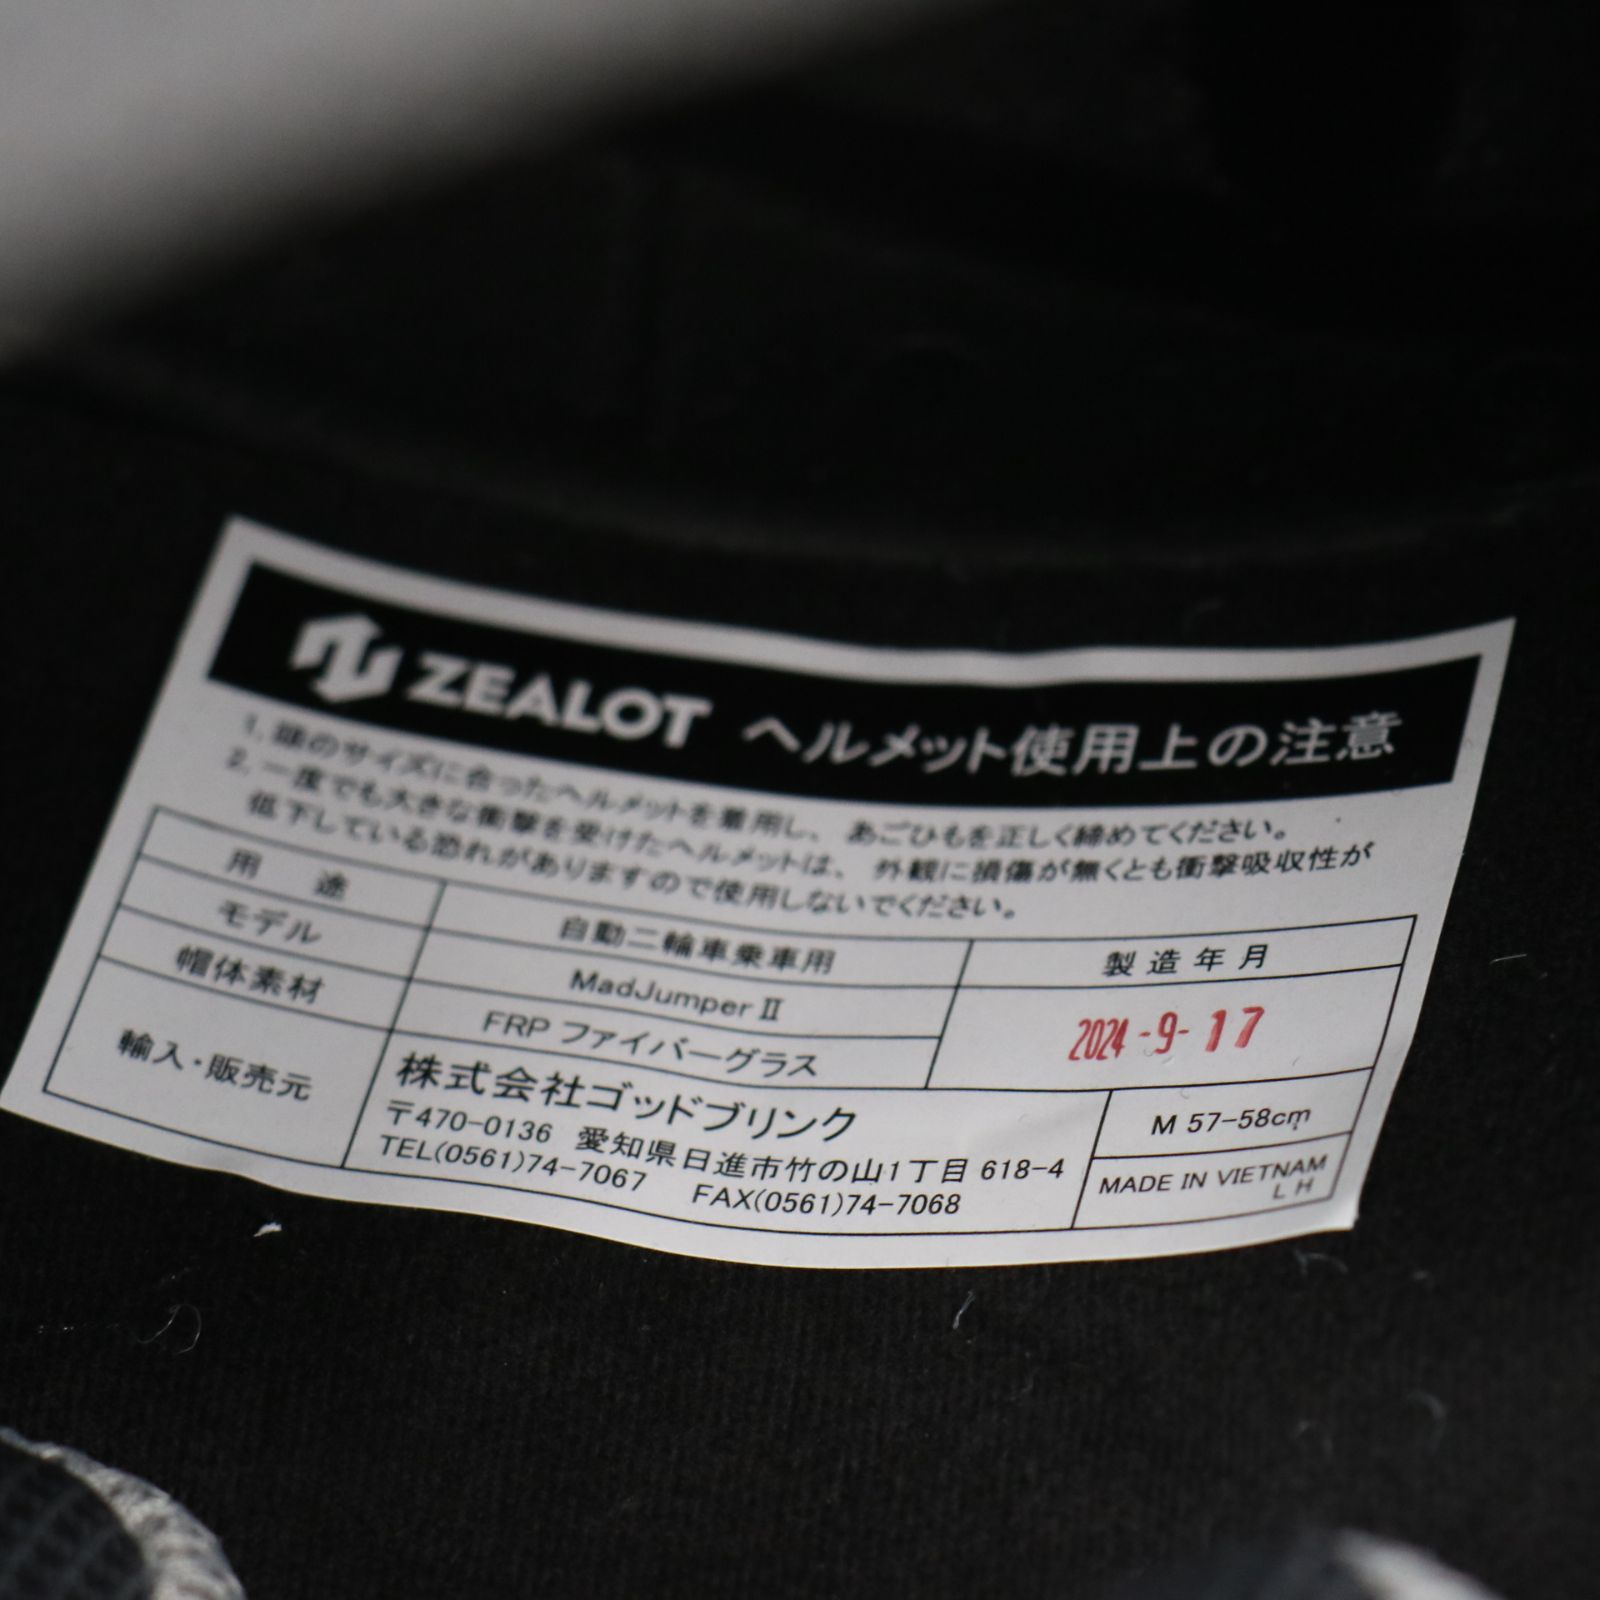 ZEALOT ヘルメット使用上の注意
1. 頭のサイズに合ったヘルメットを着用し、あごひもを正しく締めてください。
2. 一度でも大きな衝撃を受けたヘルメットは、外観に損傷が無くとも衝撃吸収性が
低下している恐れがありますので使用しないでください。
用途 自動二輪車乗車用 製造年月
モデル MadJumper II
帽体素材 FRP ファイバーグラス 2024-9-17
輸入・販売元 株式会社ゴッドブリンク M 57-58cm
〒470-0136 愛知県日進市竹の山1丁目 618-4
TEL(0561)74-7067 FAX(0561)74-7068 MADE IN VIETNAM
L H